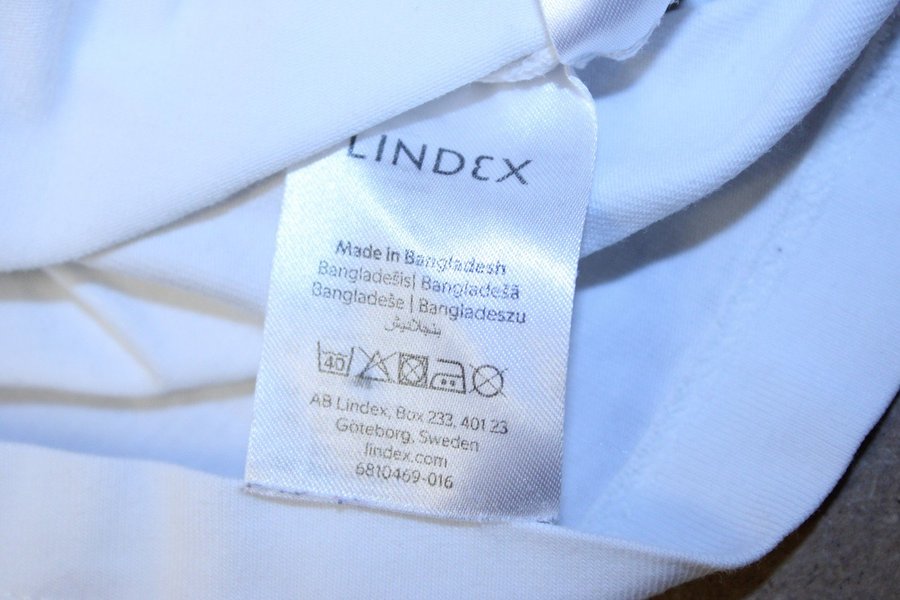 LINDEX
Made in Bangladesh
Bangladešis| Bangladešā
Bangladeše | Bangladeszu
بنجلاديش
40
AB Lindex, Box 233, 401 23
Göteborg, Sweden
lindex.com
6810469-016